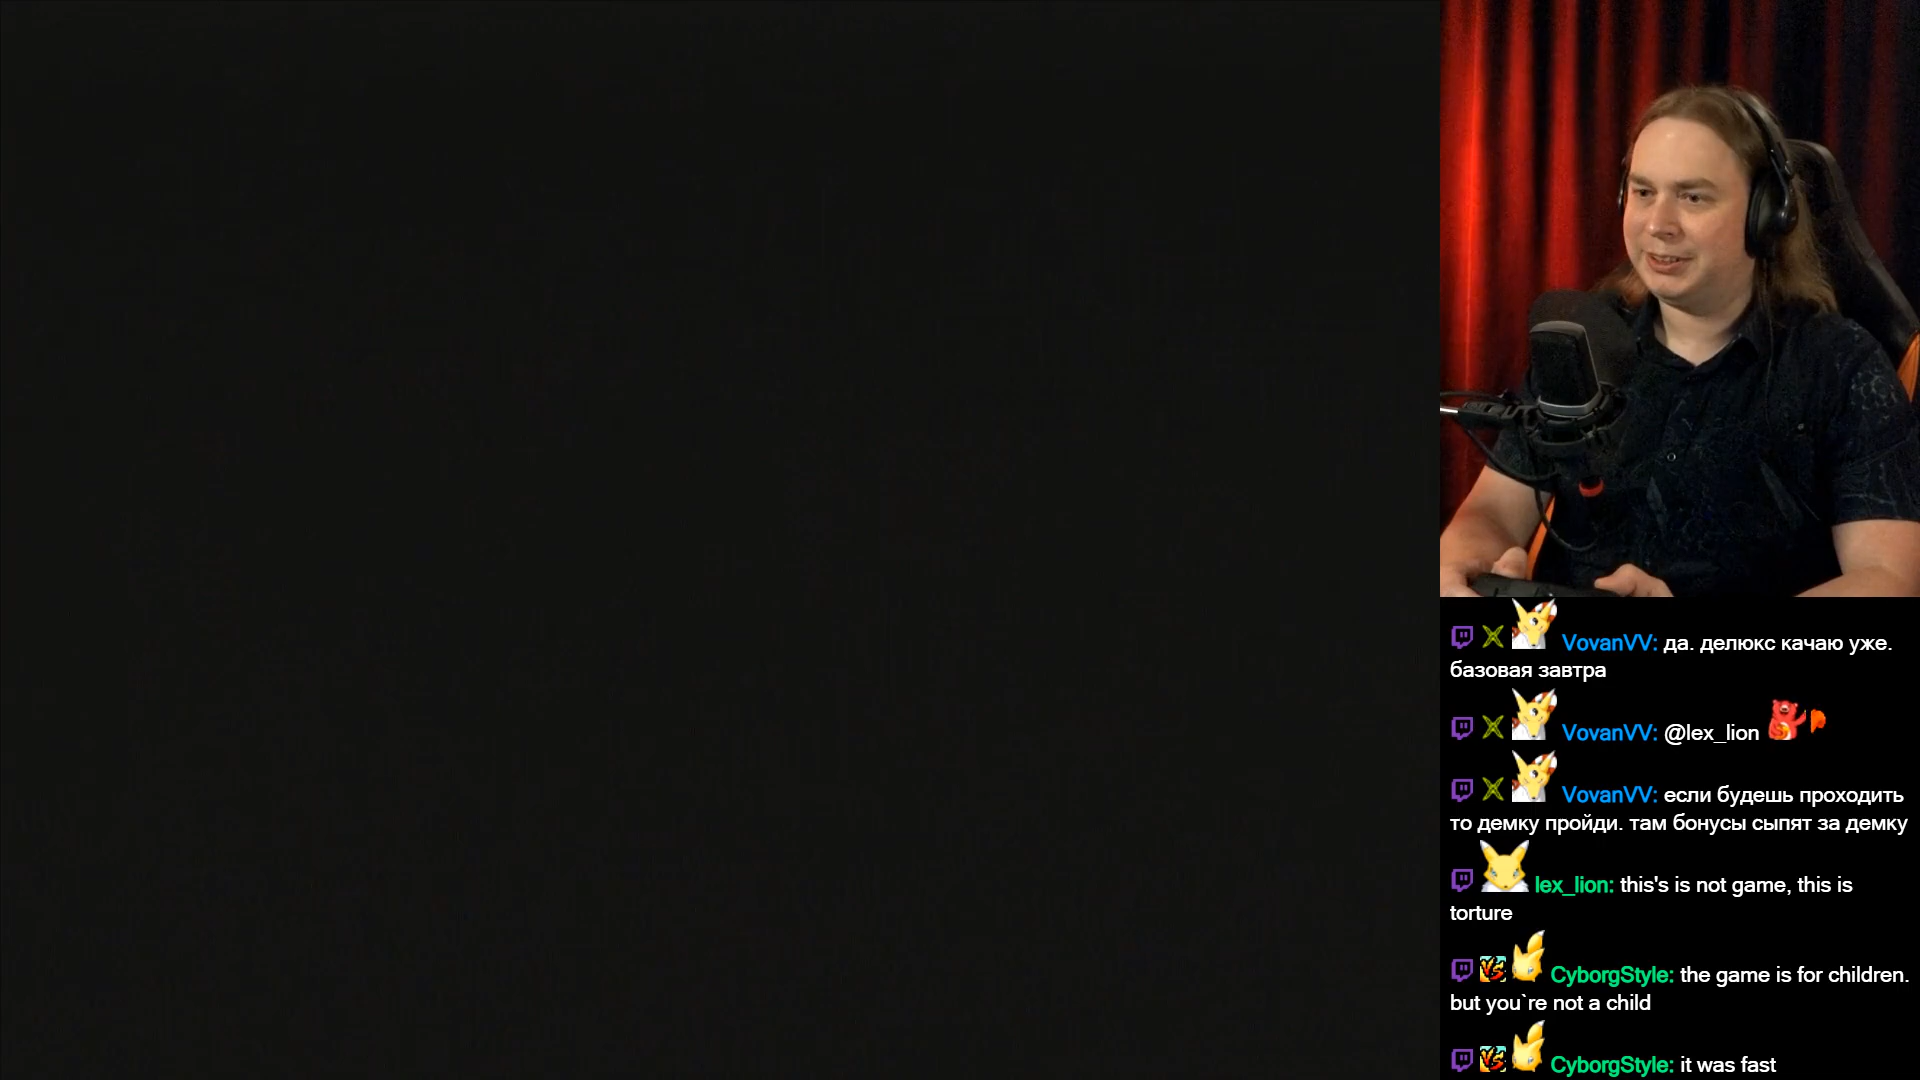 VovanVV: да. делюкс качаю уже.
базовая завтра
VovanVV: @lex_lion
VovanVV: если будешь проходить
то демку пройди. там бонусы сыпят за демку
lex_lion: this's is not game, this is
torture
VS CyborgStyle: the game is for children.
but you`re not a child
VS CyborgStyle: it was fast